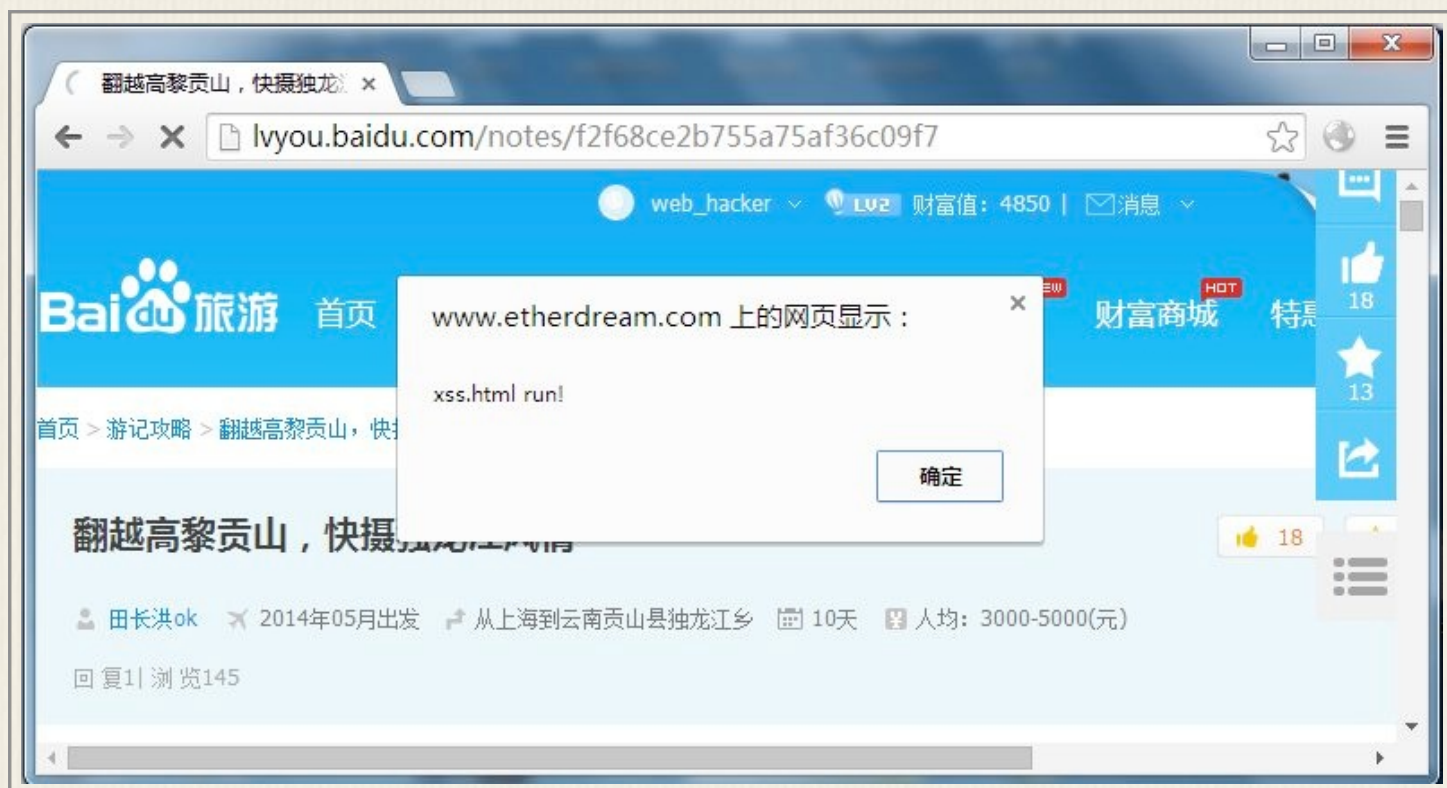 翻越高黎贡山，快摄独龙
lvyou.baidu.com/notes/f2f68ce2b755a75af36c09f7
web_hacker LV2 财富值: 4850 | 消息
Bai du 旅游 首页 财富商城 HOT 特惠
18
www.etherdream.com 上的网页显示：
xss.html run!
13
首页 > 游记攻略 > 翻越高黎贡山，快
确定
翻越高黎贡山，快摄独龙江风情
18
田长洪ok 2014年05月出发 从上海到云南贡山县独龙江乡 10天 人均: 3000-5000(元)
回复1| 浏览145